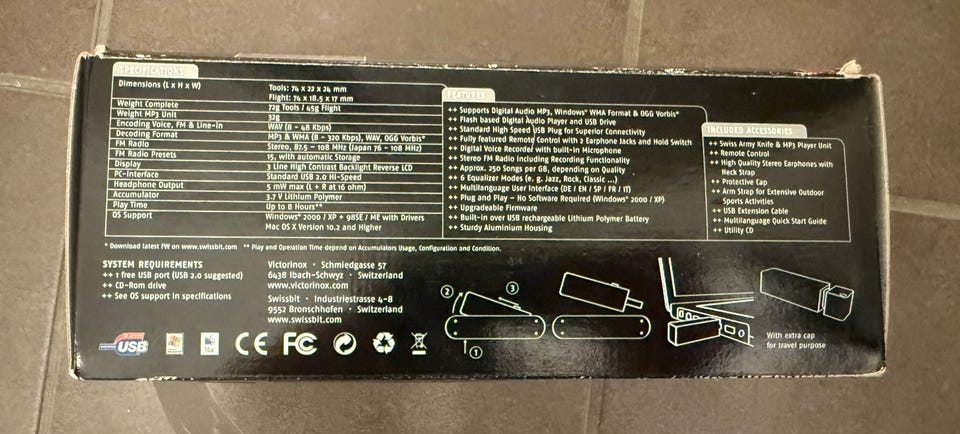 SPECIFICATIONS
Dimensions (L x H x W) Tools: 74 x 22 x 24 mm
Flight: 74 x 18.5 x 17 mm
Weight Complete 72g Tools / 45g Flight
Weight MP3 Unit 32g
Encoding Voice, FM & Line-in WAV (8 - 48 Kbps)
Decoding Format MP3 & WMA (8 - 320 Kbps), WAV, OGG Vorbis*
FM Radio Stereo, 87.5 - 108 MHz (Japan 76 - 108 MHz)
FM Radio Presets 15, with automatic Storage
Display 3 Line High Contrast Backlight Reverse LCD
PC-Interface Standard USB 2.0 Hi-Speed
Headphone Output 5 mW max (L + R at 16 ohm)
Accumulator 3.7 V Lithium Polymer
Play Time Up to 8 Hours**
OS Support Windows® 2000 / XP + 98SE / ME with Drivers
Mac OS X Version 10.2 and Higher
FEATURES
++ Supports Digital Audio MP3, Windows® WMA Format & OGG Vorbis*
++ Flash based Digital Audio Player and USB Drive
++ Standard High Speed USB Plug for Superior Connectivity
++ Fully featured Remote Control with 2 Earphone Jacks and Hold Switch
++ Digital Voice Recorder with built-in Microphone
++ Stereo FM Radio including Recording Functionality
++ Approx. 250 Songs per GB, depending on Quality
++ 6 Equalizer Modes (e. g. Jazz, Rock, Classic ...)
++ Multilanguage User Interface (DE / EN / SP / FR / IT)
++ Plug and Play - No Software Required (Windows® 2000 / XP)
++ Upgradeable Firmware
++ Built-in over USB rechargeable Lithium Polymer Battery
++ Sturdy Aluminium Housing
INCLUDED ACCESSORIES
++ Swiss Army Knife & MP3 Player Unit
++ Remote Control
++ High Quality Stereo Earphones with
Neck Strap
++ Protective Cap
++ Arm Strap for Extensive Outdoor
Sports Activities
++ USB Extension Cable
++ Multilanguage Quick Start Guide
++ Utility CD
* Download latest FW on www.swissbit.com ** Play and Operation Time depend on Accumulators Usage, Configuration and Condition.
SYSTEM REQUIREMENTS
++ 1 free USB port (USB 2.0 suggested)
++ CD-Rom drive
++ See OS support in specifications
Victorinox · Schmiedgasse 57
6438 Ibach-Schwyz · Switzerland
www.victorinox.com
Swissbit · Industriestrasse 4-8
9552 Bronschhofen · Switzerland
www.swissbit.com
1
2
3
With extra cap
for travel purpose
USB
Mac
CE FC